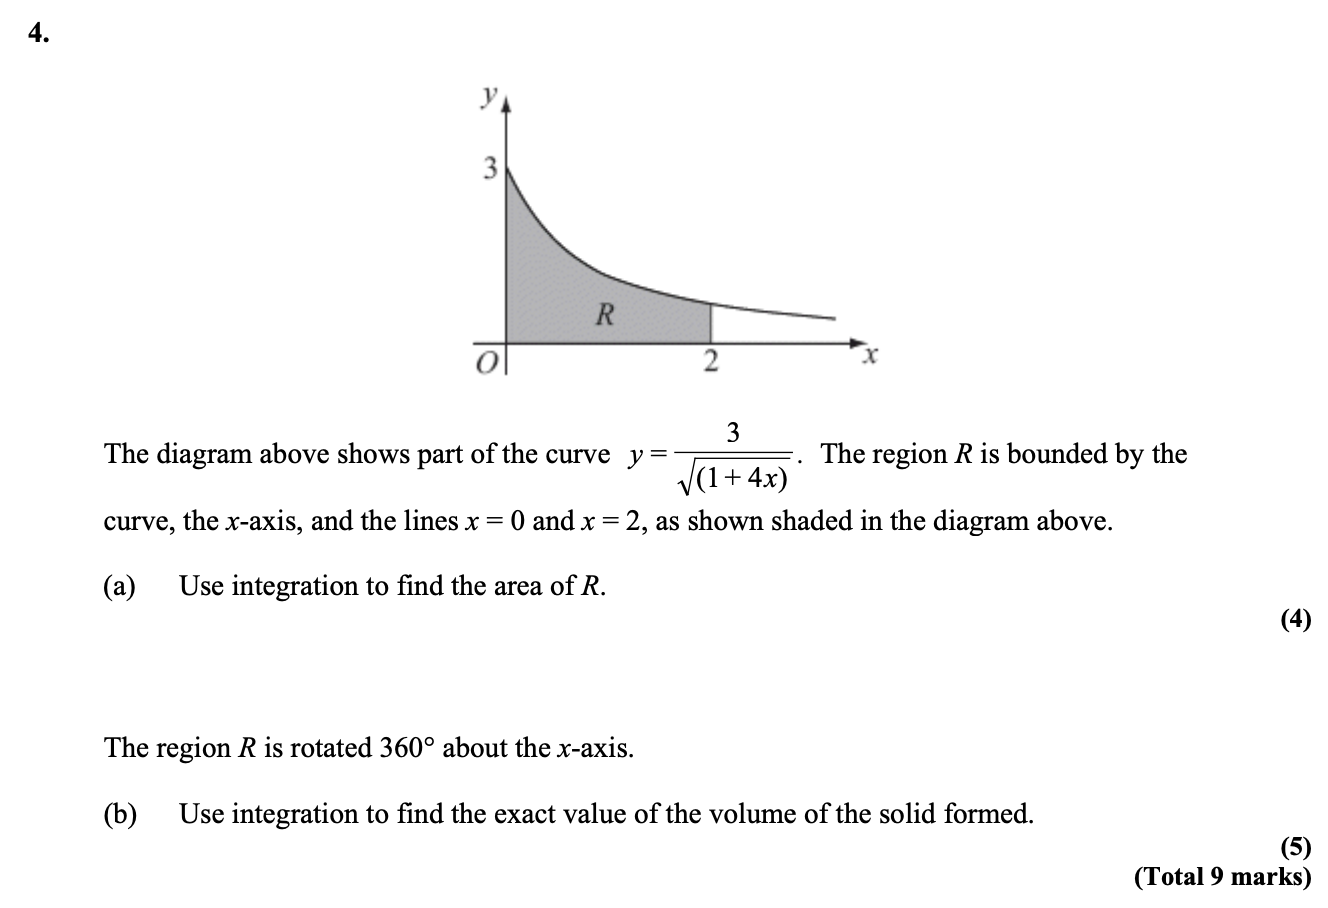 4.
y
3
R
O
2
x
The diagram above shows part of the curve y = 3/√(1 + 4x). The region R is bounded by the
curve, the x-axis, and the lines x = 0 and x = 2, as shown shaded in the diagram above.
(a) Use integration to find the area of R.
(4)
The region R is rotated 360° about the x-axis.
(b) Use integration to find the exact value of the volume of the solid formed.
(5)
(Total 9 marks)